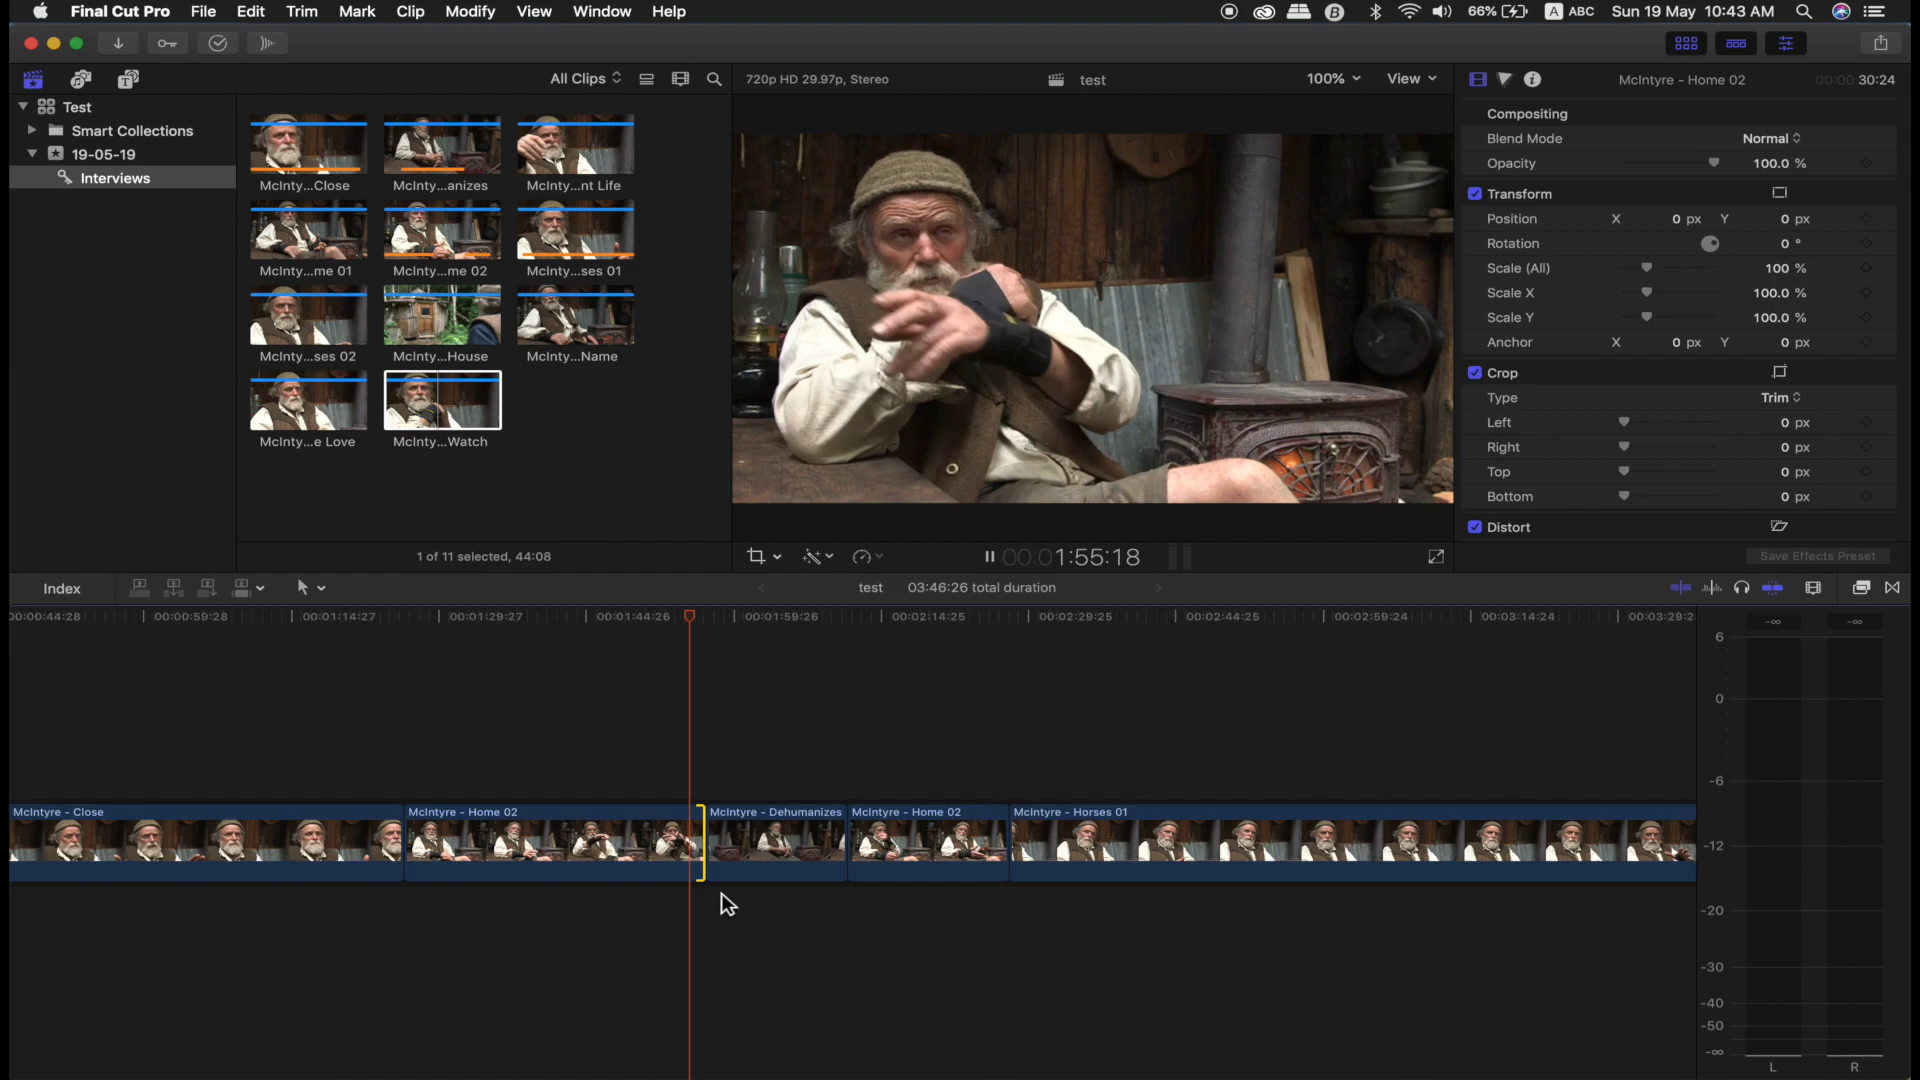 Final Cut Pro File Edit Trim Mark Clip Modify View Window Help
66% A ABC Sun 19 May 10:43 AM
All Clips
720p HD 29.97p, Stereo
test
100%
View
McIntyre - Home 02
00:00:30:24
Test
Smart Collections
19-05-19
Interviews
McInty...Close
McInty...anizes
McInty...nt Life
McInty...me 01
McInty...me 02
McInty...ses 01
McInty...ses 02
McInty...House
McInty...Name
McInty...e Love
McInty...Watch
1 of 11 selected, 44:08
00:00 1:55:18
Compositing
Blend Mode Normal
Opacity 100.0 %
Transform
Position X 0 px Y 0 px
Rotation 0 °
Scale (All) 100 %
Scale X 100.0 %
Scale Y 100.0 %
Anchor X 0 px Y 0 px
Crop
Type Trim
Left 0 px
Right 0 px
Top 0 px
Bottom 0 px
Distort
Save Effects Preset
Index
test 03:46:26 total duration
00:00:44:28 00:00:59:28 00:01:14:27 00:01:29:27 00:01:44:26 00:01:59:26 00:02:14:25 00:02:29:25 00:02:44:25 00:02:59:24 00:03:14:24 00:03:29:2
McIntyre - Close
McIntyre - Home 02
McIntyre - Dehumanizes
McIntyre - Home 02
McIntyre - Horses 01
-∞ -∞
6
0
-6
-12
-20
-30
-40
-50
-∞
L R